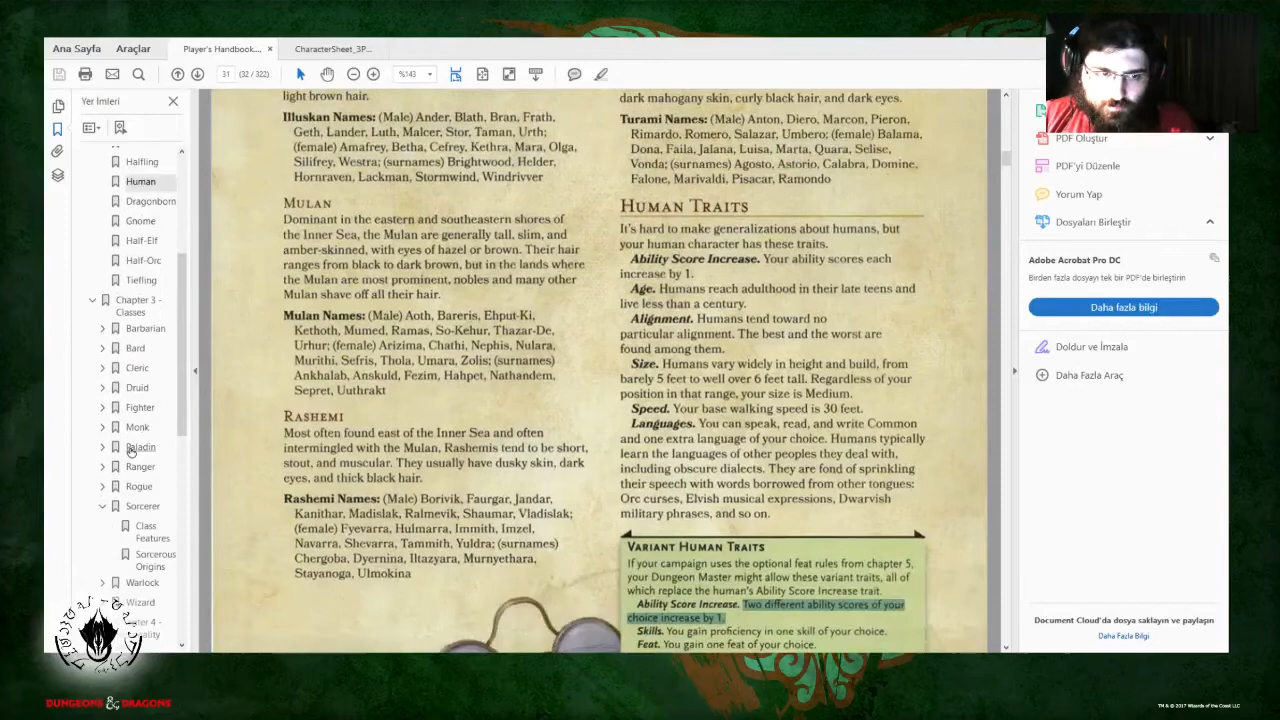 Ana Sayfa Araçlar Player's Handbook.... × CharacterSheet_3P...
31 (32 / 322) %143
Yer İmleri
Halfling
Human
Dragonborn
Gnome
Half-Elf
Half-Orc
Tiefling
Chapter 3 -
Classes
Barbarian
Bard
Cleric
Druid
Fighter
Monk
Paladin
Ranger
Rogue
Sorcerer
Class
Features
Sorcerous
Origins
Warlock
Wizard
light brown hair.
Illuskan Names: (Male) Ander, Blath, Bran, Frath,
Geth, Lander, Luth, Malcer, Stor, Taman, Urth;
(female) Amafrey, Betha, Cefrey, Kethra, Mara, Olga,
Silifrey, Westra; (surnames) Brightwood, Helder,
Hornraven, Lackman, Stormwind, Windrivver
MULAN
Dominant in the eastern and southeastern shores of
the Inner Sea, the Mulan are generally tall, slim, and
amber-skinned, with eyes of hazel or brown. Their hair
ranges from black to dark brown, but in the lands where
the Mulan are most prominent, nobles and many other
Mulan shave off all their hair.
Mulan Names: (Male) Aoth, Bareris, Ehput-Ki,
Kethoth, Mumed, Ramas, So-Kehur, Thazar-De,
Urhur; (female) Arizima, Chathi, Nephis, Nulara,
Murithi, Sefris, Thola, Umara, Zolis; (surnames)
Ankhalab, Anskuld, Fezim, Hahpet, Nathandem,
Sepret, Uuthrakt
RASHEMI
Most often found east of the Inner Sea and often
intermingled with the Mulan, Rashemis tend to be short,
stout, and muscular. They usually have dusky skin, dark
eyes, and thick black hair.
Rashemi Names: (Male) Borivik, Faurgar, Jandar,
Kanithar, Madislak, Ralmevik, Shaumar, Vladislak;
(female) Fyevarra, Hulmarra, Immith, Imzel,
Navarra, Shevarra, Tammith, Yuldra; (surnames)
Chergoba, Dyernina, Iltazyara, Murnyethara,
Stayanoga, Ulmokina
dark mahogany skin, curly black hair, and dark eyes.
Turami Names: (Male) Anton, Diero, Marcon, Pieron,
Rimardo, Romero, Salazar, Umbero; (female) Balama,
Dona, Faila, Jalana, Luisa, Marta, Quara, Selise,
Vonda; (surnames) Agosto, Astorio, Calabra, Domine,
Falone, Marivaldi, Pisacar, Ramondo
HUMAN TRAITS
It's hard to make generalizations about humans, but
your human character has these traits.
Ability Score Increase. Your ability scores each
increase by 1.
Age. Humans reach adulthood in their late teens and
live less than a century.
Alignment. Humans tend toward no
particular alignment. The best and the worst are
found among them.
Size. Humans vary widely in height and build, from
barely 5 feet to well over 6 feet tall. Regardless of your
position in that range, your size is Medium.
Speed. Your base walking speed is 30 feet.
Languages. You can speak, read, and write Common
and one extra language of your choice. Humans typically
learn the languages of other peoples they deal with,
including obscure dialects. They are fond of sprinkling
their speech with words borrowed from other tongues:
Orc curses, Elvish musical expressions, Dwarvish
military phrases, and so on.
VARIANT HUMAN TRAITS
If your campaign uses the optional feat rules from chapter 5,
your Dungeon Master might allow these variant traits, all of
which replace the human's Ability Score Increase trait.
Ability Score Increase. Two different ability scores of your
choice increase by 1.
Skills. You gain proficiency in one skill of your choice.
Feat. You gain one feat of your choice.
PDF Oluştur
PDF'yi Düzenle
Yorum Yap
Dosyaları Birleştir
Adobe Acrobat Pro DC
Birden fazla dosyayı tek bir PDF'de birleştirin
Daha fazla bilgi
Doldur ve İmzala
Daha Fazla Araç
Document Cloud'da dosya saklayın ve paylaşın
Daha Fazla Bilgi
DUNGEONS & DRAGONS
TM & © 2017 Wizards of the Coast LLC